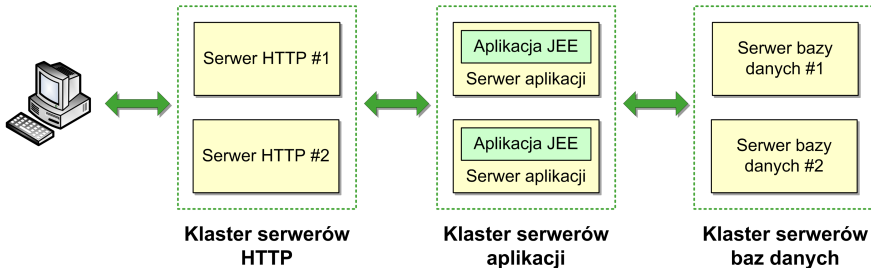 Serwer HTTP #1
Serwer HTTP #2
Klaster serwerów
HTTP
Aplikacja JEE
Serwer aplikacji
Aplikacja JEE
Serwer aplikacji
Klaster serwerów
aplikacji
Serwer bazy
danych #1
Serwer bazy
danych #2
Klaster serwerów
baz danych